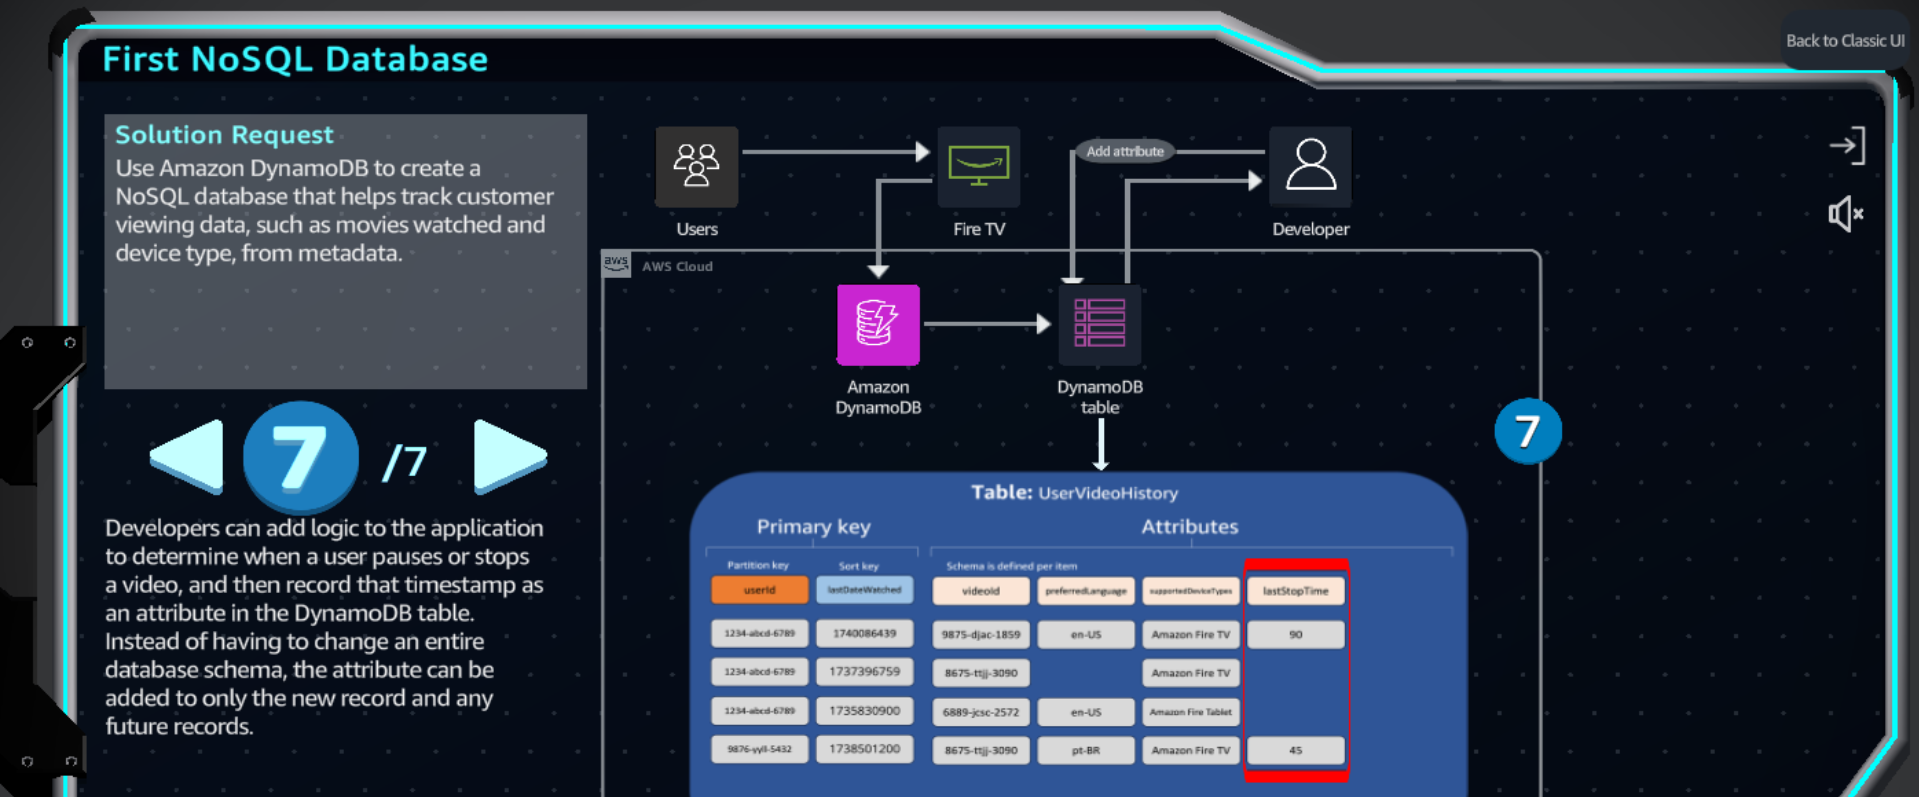 First NoSQL Database
Back to Classic UI
Solution Request
Use Amazon DynamoDB to create a
NoSQL database that helps track customer
viewing data, such as movies watched and
device type, from metadata.
7
/7
Developers can add logic to the application
to determine when a user pauses or stops
a video, and then record that timestamp as
an attribute in the DynamoDB table.
Instead of having to change an entire
database schema, the attribute can be
added to only the new record and any
future records.
Users
Fire TV
Add attribute
Developer
aws
AWS Cloud
Amazon
DynamoDB
DynamoDB
table
7
Table: UserVideoHistory
Primary key
Attributes
Partition key
Sort key
Schema is defined per item
userId
lastDateWatched
videoId
preferredLanguage
supportedDeviceTypes
lastStopTime
1234-abcd-6789
1740086439
9875-djac-1859
en-US
Amazon Fire TV
90
1234-abcd-6789
1737396759
8675-ttjj-3090
Amazon Fire TV
1234-abcd-6789
1735830900
6889-jcsc-2572
en-US
Amazon Fire Tablet
9876-yyll-5432
1738501200
8675-ttjj-3090
pt-BR
Amazon Fire TV
45